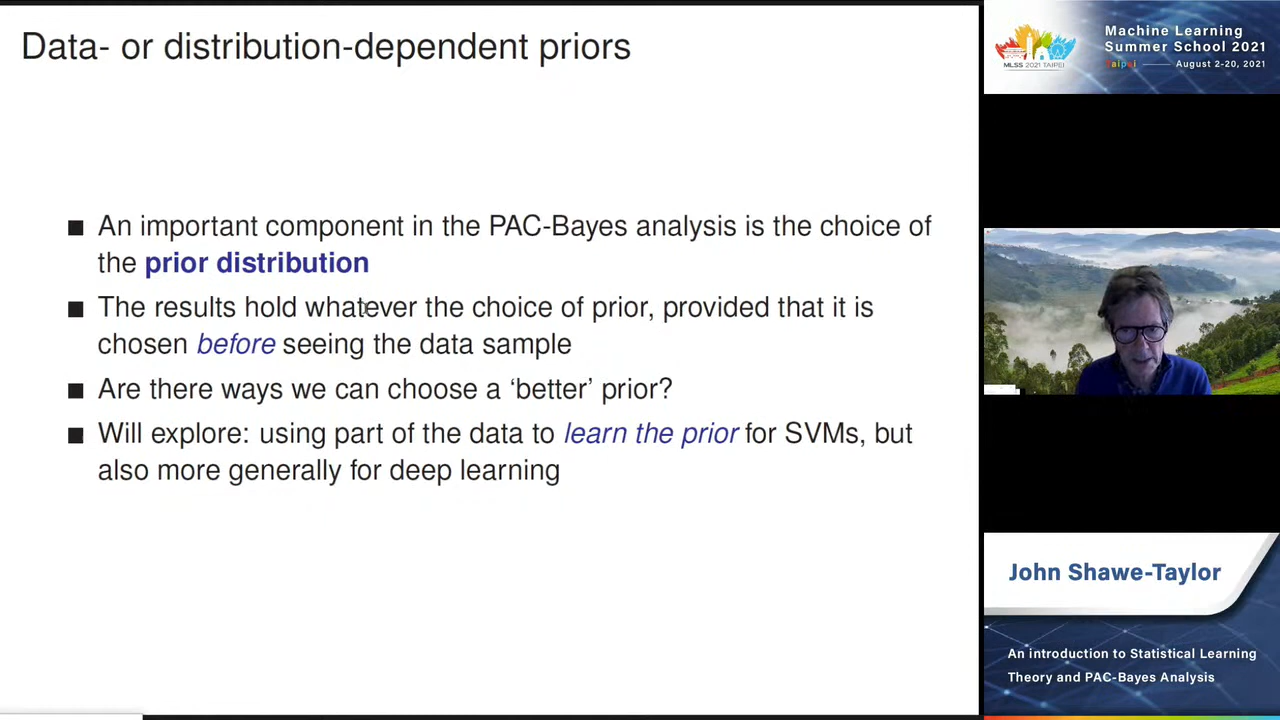 Data- or distribution-dependent priors
An important component in the PAC-Bayes analysis is the choice of
the prior distribution
The results hold whatever the choice of prior, provided that it is
chosen before seeing the data sample
Are there ways we can choose a ‘better’ prior?
Will explore: using part of the data to learn the prior for SVMs, but
also more generally for deep learning
Machine Learning
Summer School 2021
Taipei August 2-20, 2021
MLSS 2021 TAIPEI
John Shawe-Taylor
An introduction to Statistical Learning
Theory and PAC-Bayes Analysis